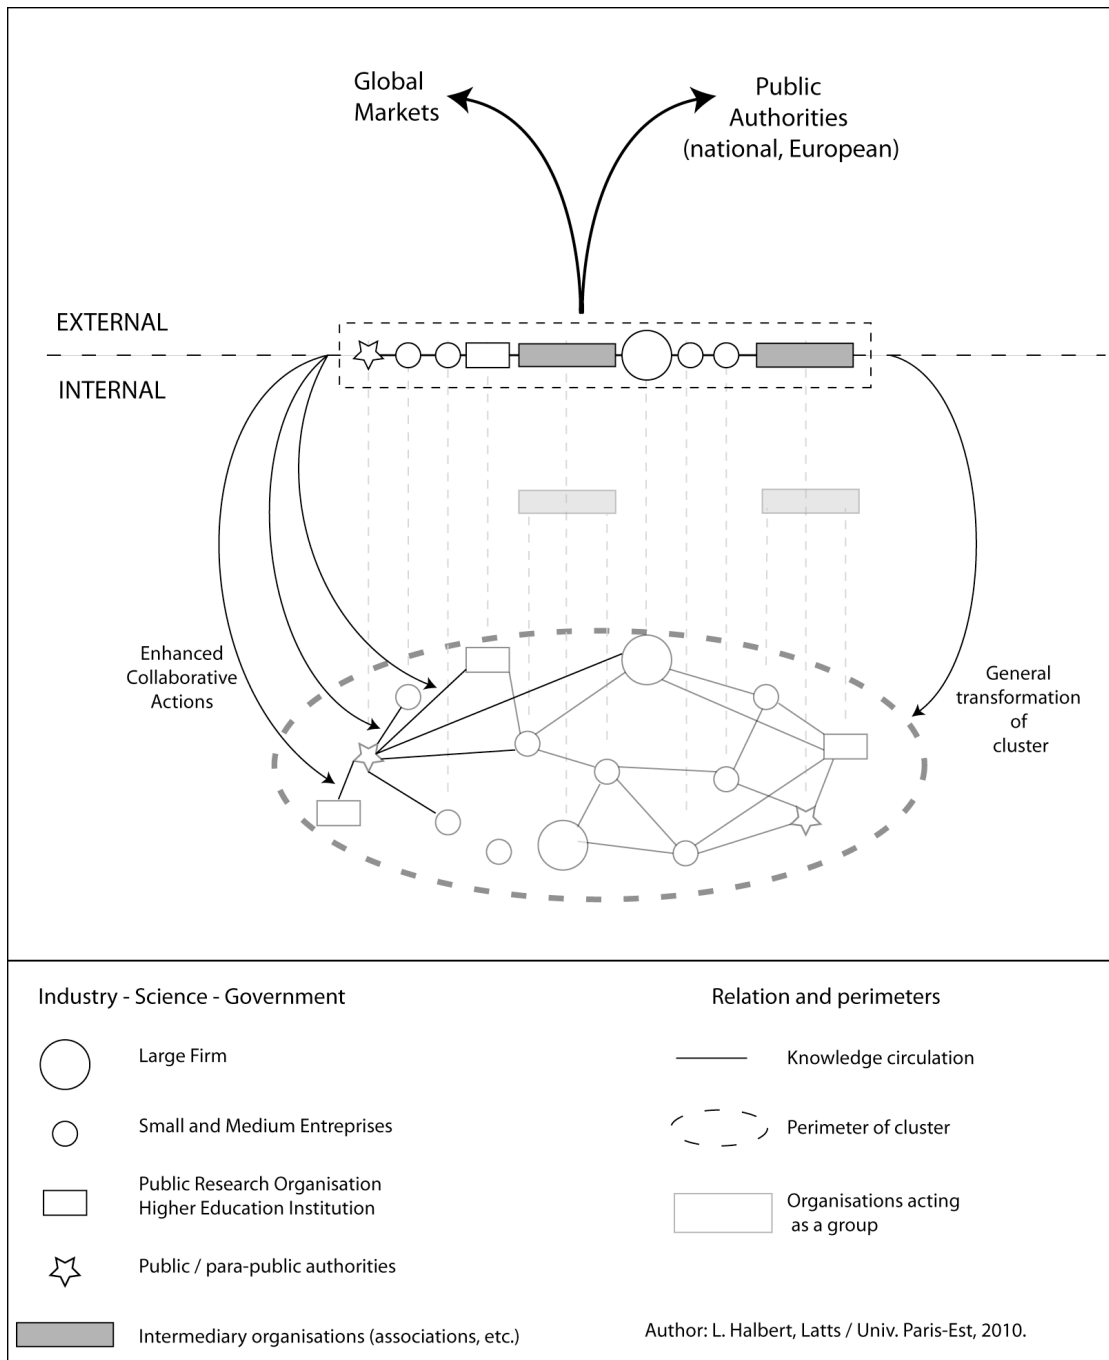 Global
Markets
Public
Authorities
(national, European)
EXTERNAL
INTERNAL
Enhanced
Collaborative
Actions
General
transformation
of
cluster
Industry - Science - Government
Large Firm
Small and Medium Entreprises
Public Research Organisation
Higher Education Institution
Public / para-public authorities
Intermediary organisations (associations, etc.)
Relation and perimeters
Knowledge circulation
Perimeter of cluster
Organisations acting
as a group
Author: L. Halbert, Latts / Univ. Paris-Est, 2010.